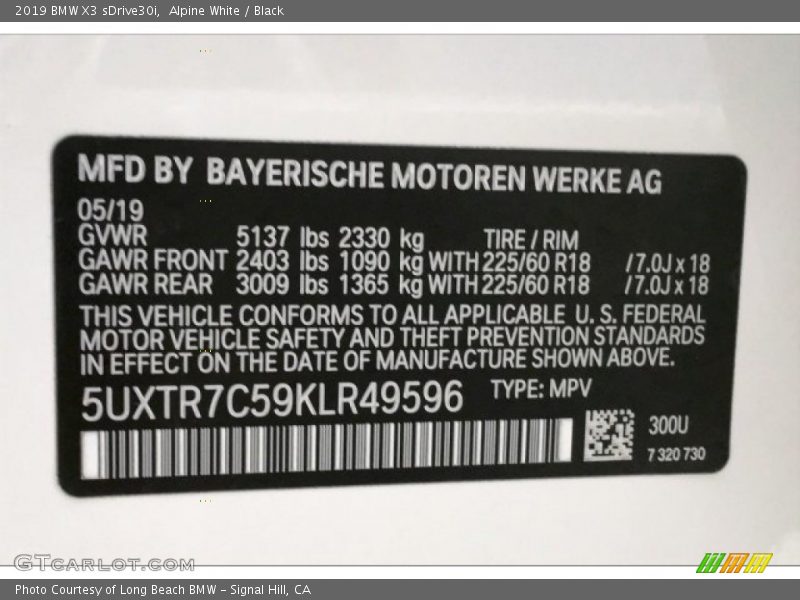 2019 BMW X3 sDrive30i,  Alpine White / Black
MFD BY BAYERISCHE MOTOREN WERKE AG
05/19
GVWR 5137 lbs 2330 kg TIRE / RIM
GAWR FRONT 2403 lbs 1090 kg WITH 225/60 R18 /7.0J x 18
GAWR REAR 3009 lbs 1365 kg WITH 225/60 R18 /7.0J x 18
THIS VEHICLE CONFORMS TO ALL APPLICABLE U. S. FEDERAL
MOTOR VEHICLE SAFETY AND THEFT PREVENTION STANDARDS
IN EFFECT ON THE DATE OF MANUFACTURE SHOWN ABOVE.
5UXTR7C59KLR49596 TYPE: MPV
300U
7 320 730
GTCARLOT.COM
Photo Courtesy of Long Beach BMW - Signal Hill, CA